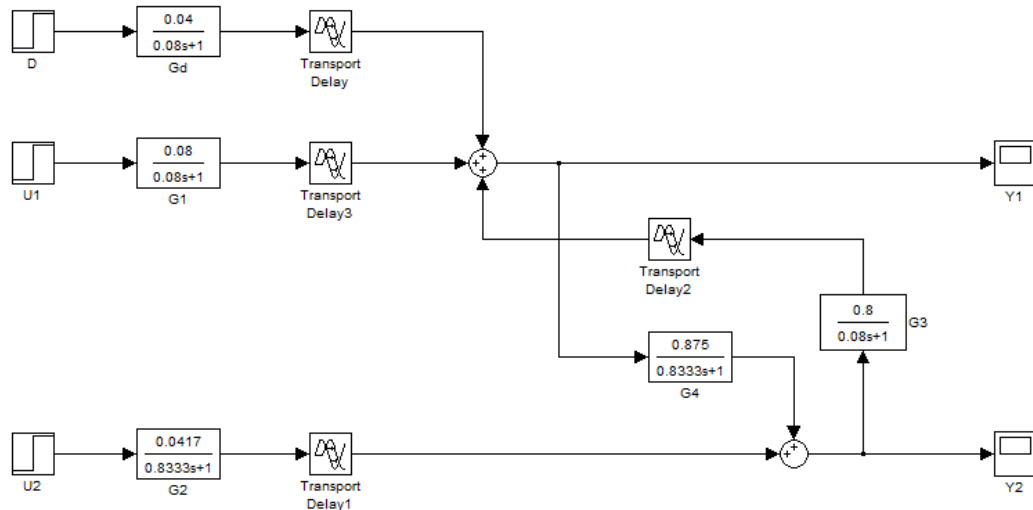 0.04
0.08s+1
D
Gd
Transport
Delay
0.08
0.08s+1
U1
G1
Transport
Delay3
+
+
+
Y1
Transport
Delay2
0.8
0.08s+1
G3
0.875
0.8333s+1
G4
0.0417
0.8333s+1
U2
G2
Transport
Delay1
+
+
Y2